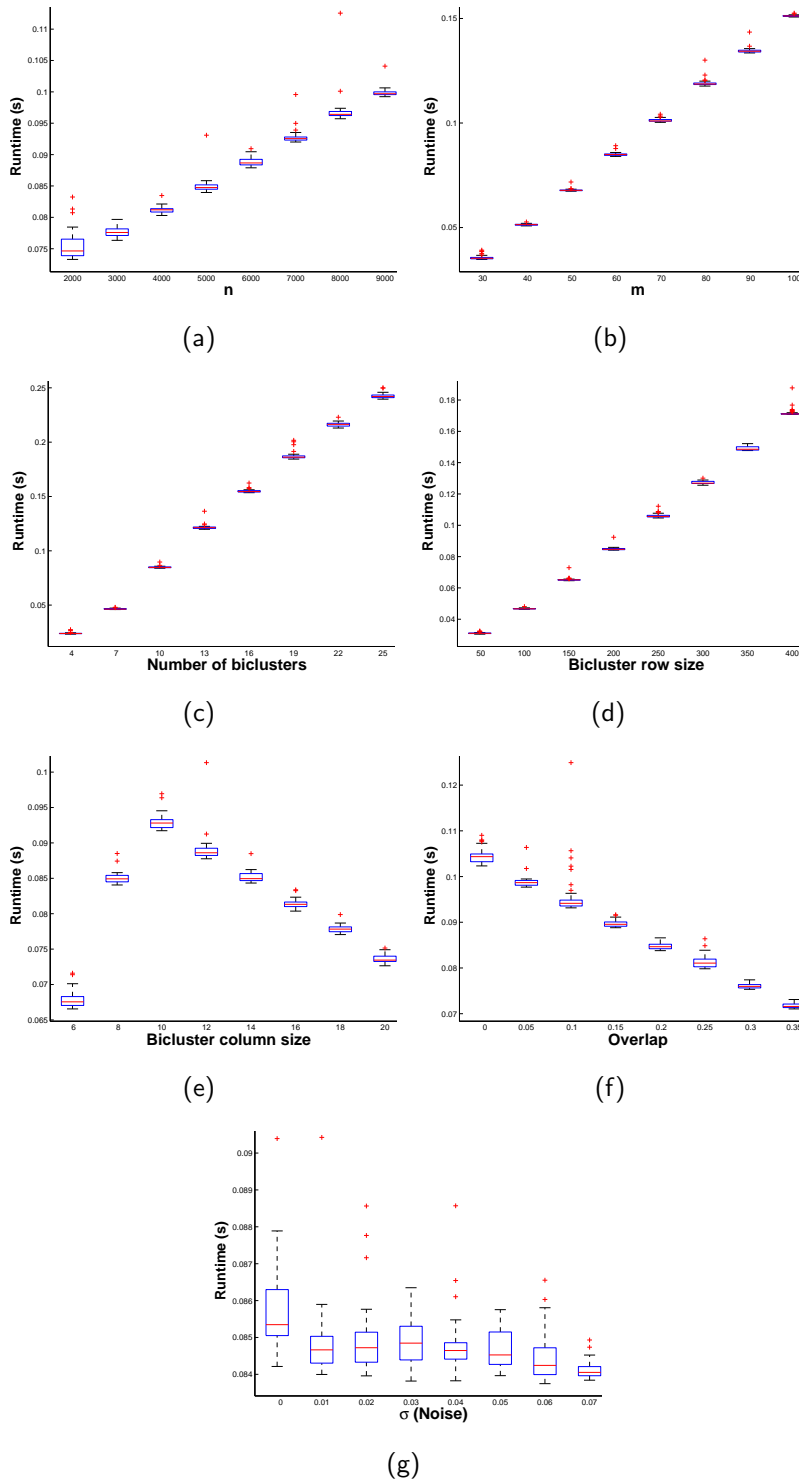 0.11
0.105
0.1
0.095
0.09
0.085
0.08
0.075
Runtime (s)
2000 3000 4000 5000 6000 7000 8000 9000
n
(a)
0.15
0.1
0.05
Runtime (s)
30 40 50 60 70 80 90 100
m
(b)
0.25
0.2
0.15
0.1
0.05
Runtime (s)
4 7 10 13 16 19 22 25
Number of biclusters
(c)
0.18
0.16
0.14
0.12
0.1
0.08
0.06
0.04
Runtime (s)
50 100 150 200 250 300 350 400
Bicluster row size
(d)
0.1
0.095
0.09
0.085
0.08
0.075
0.07
0.065
Runtime (s)
6 8 10 12 14 16 18 20
Bicluster column size
(e)
0.12
0.11
0.1
0.09
0.08
0.07
Runtime (s)
0 0.05 0.1 0.15 0.2 0.25 0.3 0.35
Overlap
(f)
0.09
0.089
0.088
0.087
0.086
0.085
0.084
Runtime (s)
0 0.01 0.02 0.03 0.04 0.05 0.06 0.07
σ (Noise)
(g)